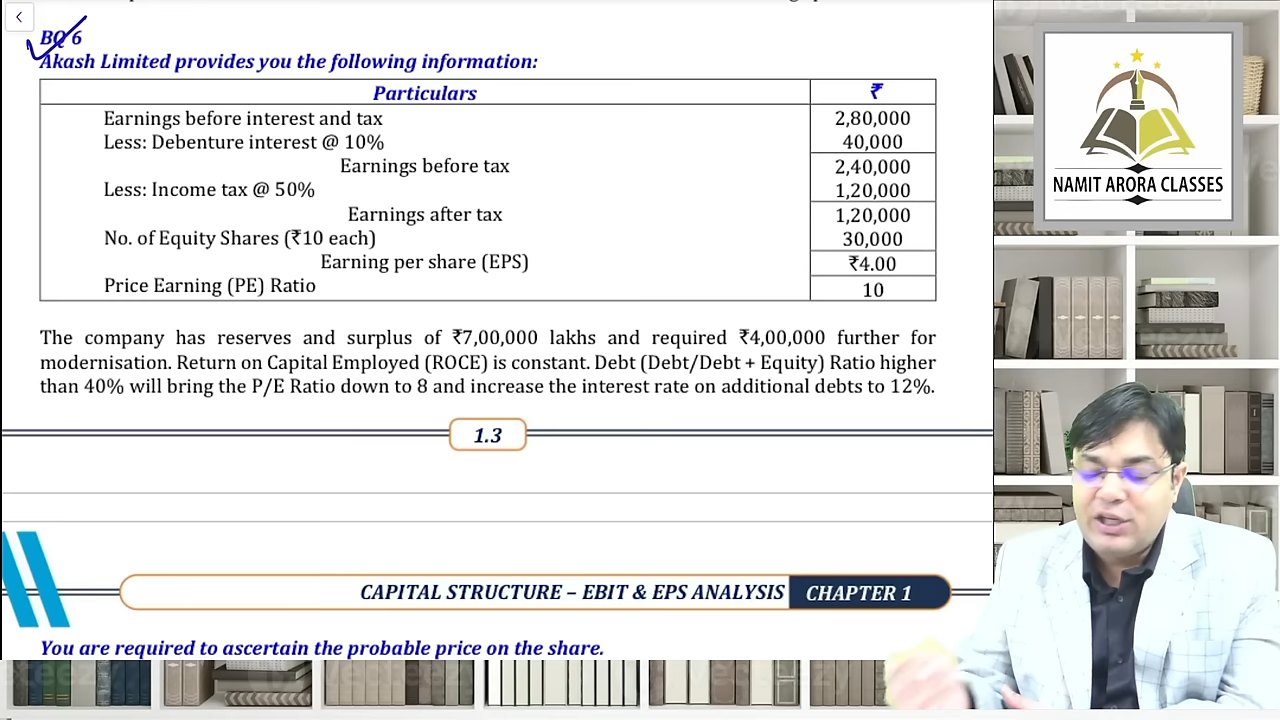 BQ 6
Akash Limited provides you the following information:
Particulars ₹
Earnings before interest and tax 2,80,000
Less: Debenture interest @ 10% 40,000
Earnings before tax 2,40,000
Less: Income tax @ 50% 1,20,000
Earnings after tax 1,20,000
No. of Equity Shares (₹10 each) 30,000
Earning per share (EPS) ₹4.00
Price Earning (PE) Ratio 10
The company has reserves and surplus of ₹7,00,000 lakhs and required ₹4,00,000 further for
modernisation. Return on Capital Employed (ROCE) is constant. Debt (Debt/Debt + Equity) Ratio higher
than 40% will bring the P/E Ratio down to 8 and increase the interest rate on additional debts to 12%.
1.3
CAPITAL STRUCTURE – EBIT & EPS ANALYSIS CHAPTER 1
You are required to ascertain the probable price on the share.
NAMIT ARORA CLASSES